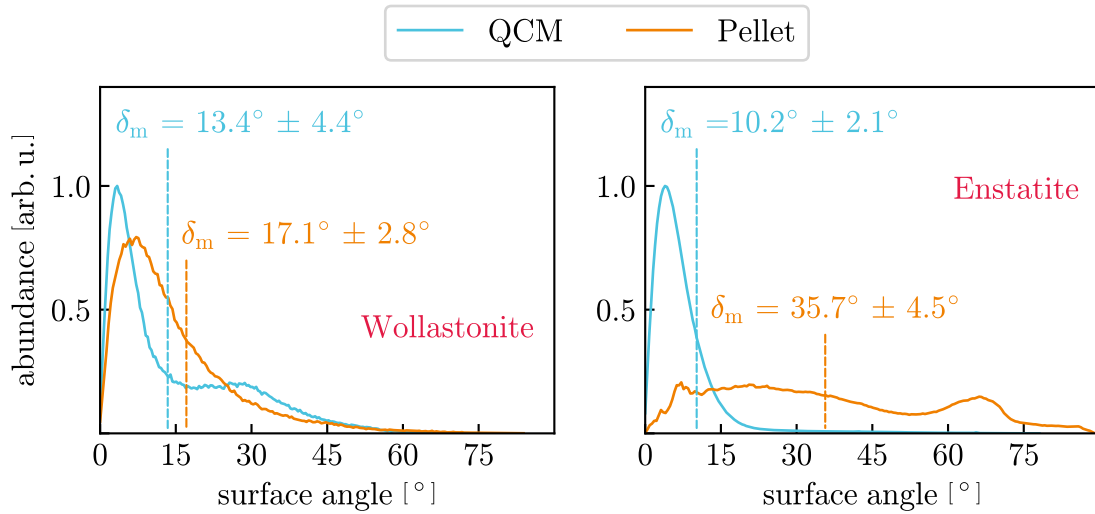 QCM Pellet
δm = 13.4° ± 4.4°
δm = 17.1° ± 2.8°
Wollastonite
1.0
0.5
abundance [arb. u.]
0 15 30 45 60 75
surface angle [°]
δm =10.2° ± 2.1°
Enstatite
δm = 35.7° ± 4.5°
1.0
0.5
0 15 30 45 60 75
surface angle [°]